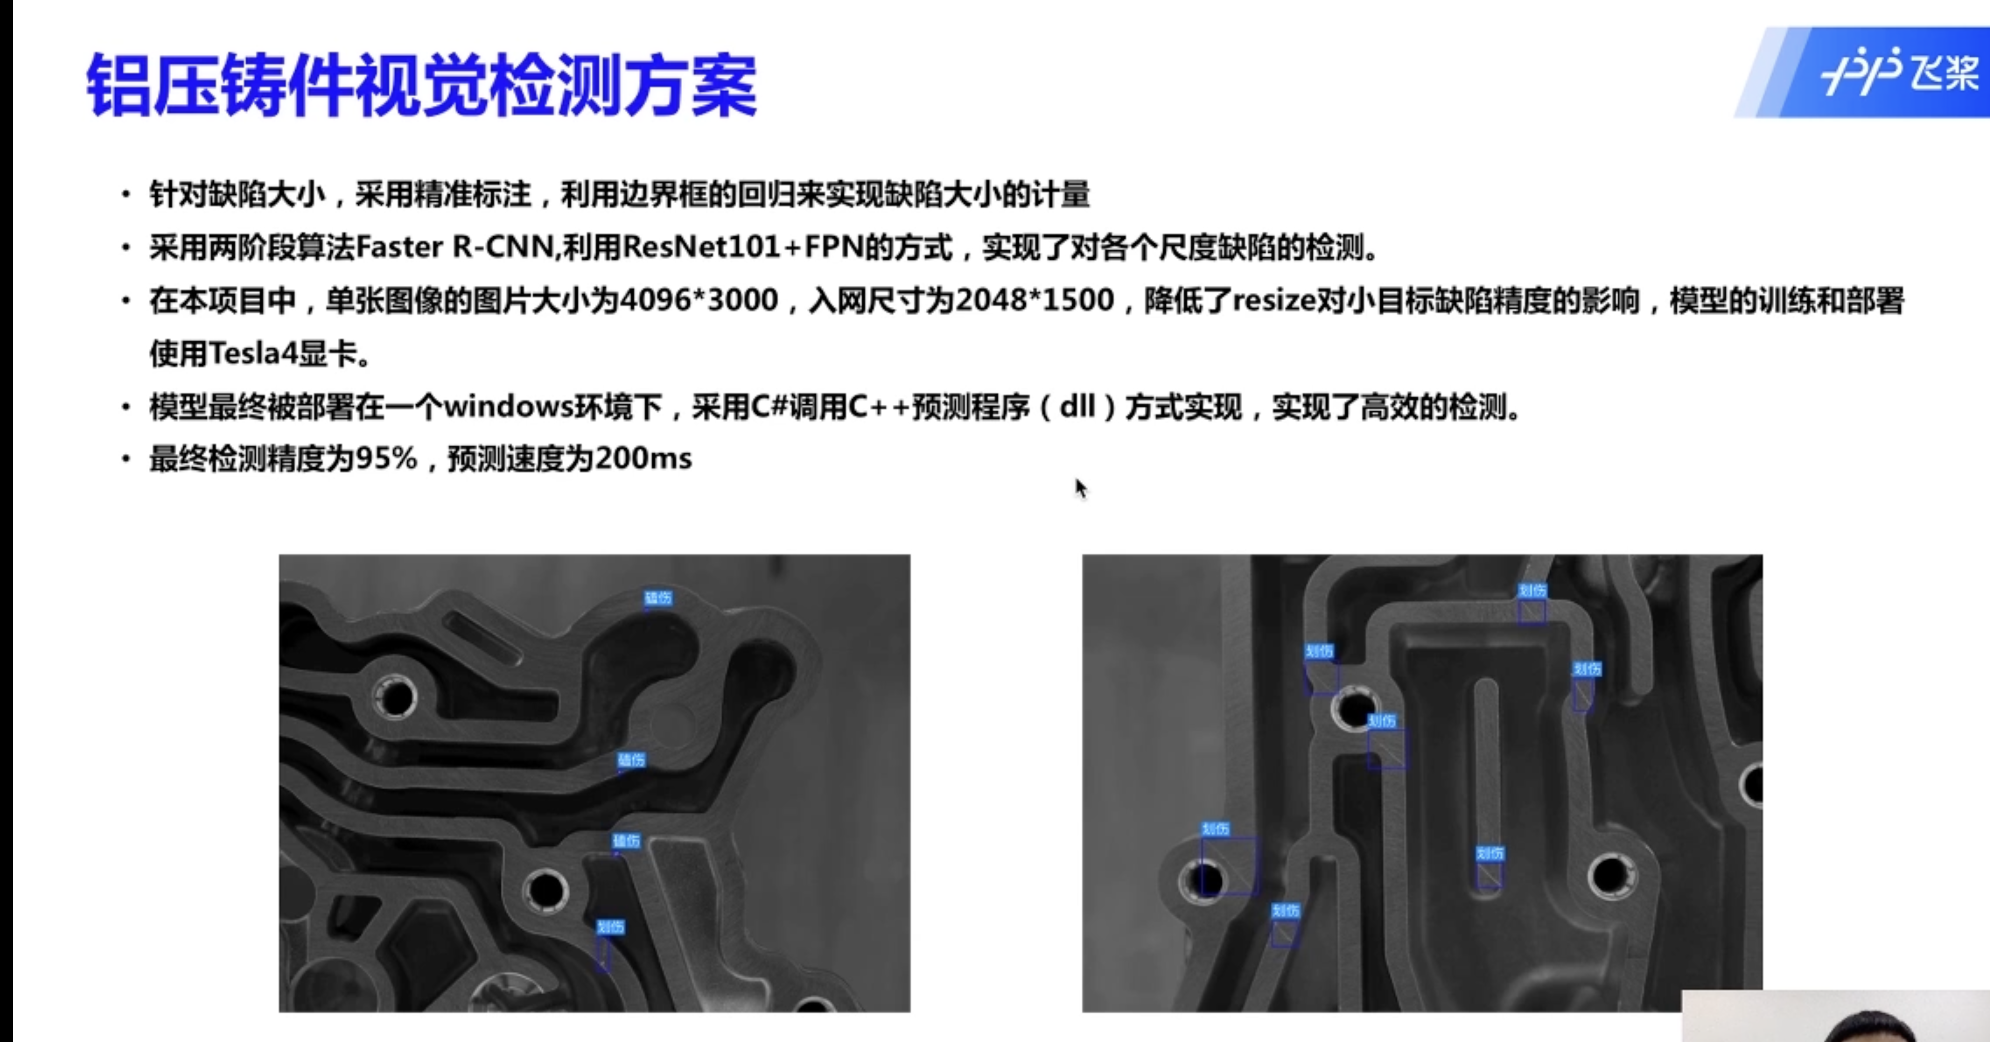 铝压铸件视觉检测方案
飞桨
• 针对缺陷大小，采用精准标注，利用边界框的回归来实现缺陷大小的计量
• 采用两阶段算法Faster R-CNN,利用ResNet101+FPN的方式，实现了对各个尺度缺陷的检测。
• 在本项目中，单张图像的图片大小为4096*3000，入网尺寸为2048*1500，降低了resize对小目标缺陷精度的影响，模型的训练和部署
使用Tesla4显卡。
• 模型最终被部署在一个windows环境下，采用C#调用C++预测程序（dll）方式实现，实现了高效的检测。
• 最终检测精度为95%，预测速度为200ms
磕伤
磕伤
磕伤
划伤
划伤
划伤
划伤
划伤
划伤
划伤
划伤